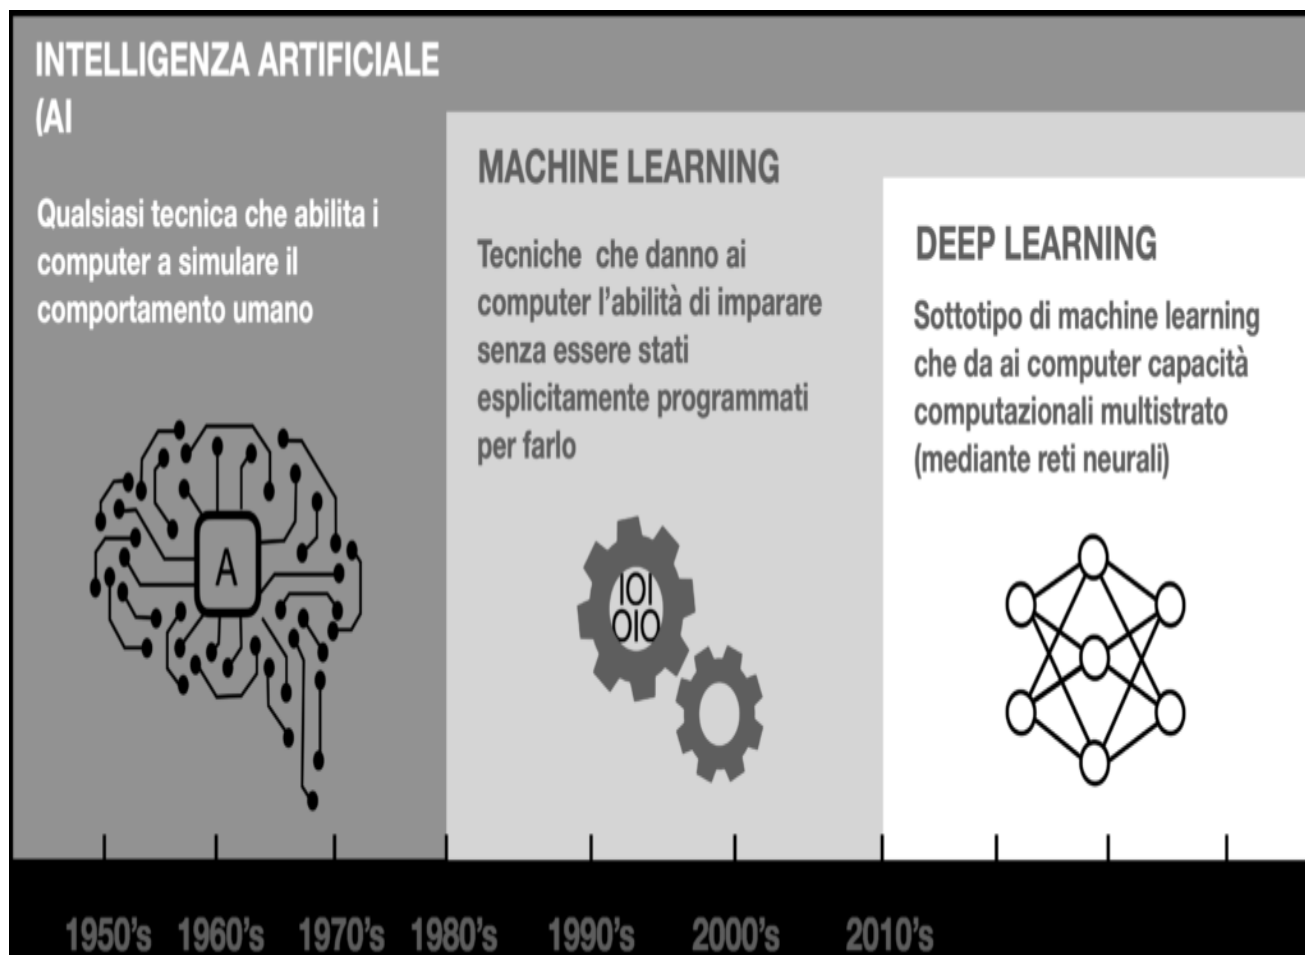 INTELLIGENZA ARTIFICIALE
(AI
Qualsiasi tecnica che abilita i
computer a simulare il
comportamento umano
A
MACHINE LEARNING
Tecniche che danno ai
computer l'abilità di imparare
senza essere stati
esplicitamente programmati
per farlo
IOI
OIO
DEEP LEARNING
Sottotipo di machine learning
che da ai computer capacità
computazionali multistrato
(mediante reti neurali)
1950's 1960's 1970's 1980's 1990's 2000's 2010's